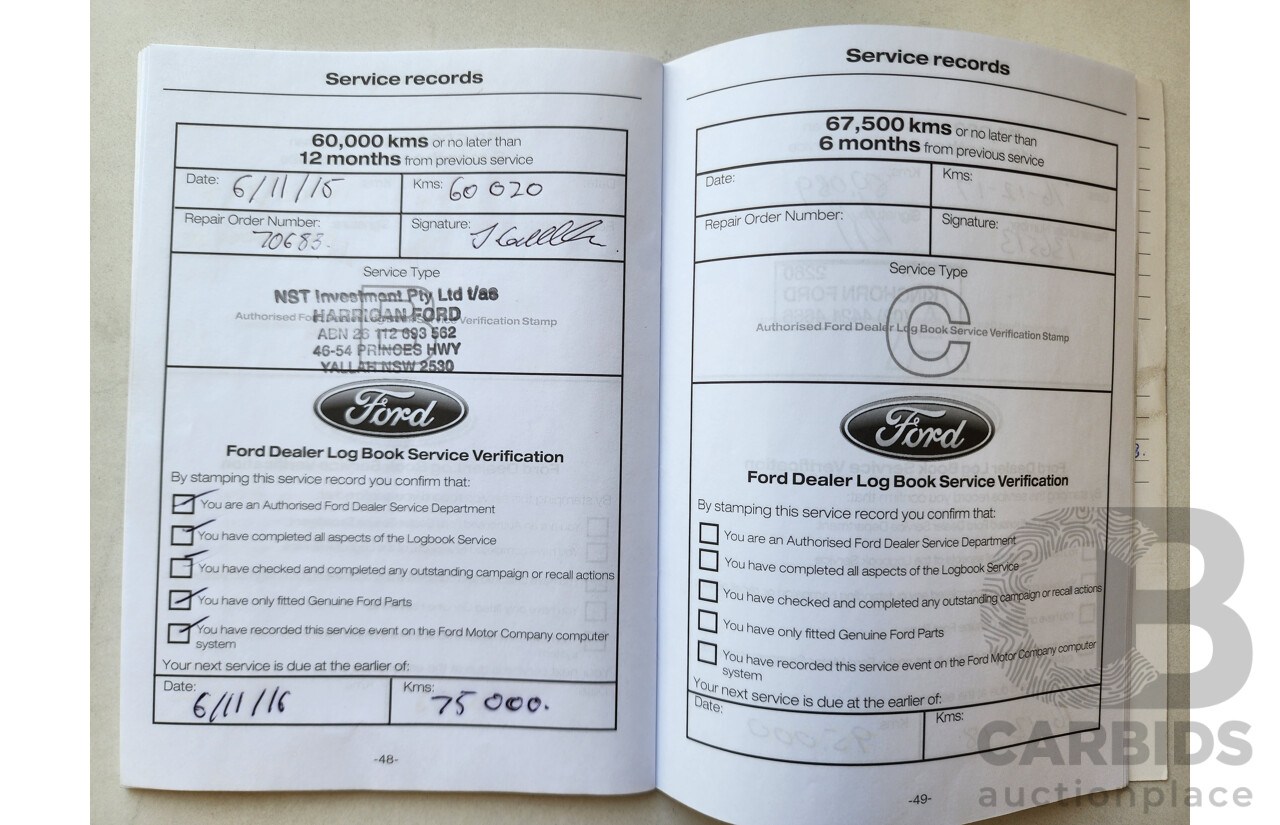 Service records
60,000 kms or no later than
12 months from previous service
Date: 6/11/15 Kms: 60 020
Repair Order Number: 70683. Signature:
Service Type
B
NST Investment Pty Ltd t/as
HARRIGAN FORD
Authorised Ford Dealer Log Book Service Verification Stamp
ABN 26 112 693 562
46-54 PRINCES HWY
YALLAH NSW 2530
Ford
Ford Dealer Log Book Service Verification
By stamping this service record you confirm that:
You are an Authorised Ford Dealer Service Department
You have completed all aspects of the Logbook Service
You have checked and completed any outstanding campaign or recall actions
You have only fitted Genuine Ford Parts
You have recorded this service event on the Ford Motor Company computer
system
Your next service is due at the earlier of:
Date: 6/11/16 Kms: 75 000.
-48-
Service records
67,500 kms or no later than
6 months from previous service
Date: Kms:
Repair Order Number: Signature:
Service Type
C
Authorised Ford Dealer Log Book Service Verification Stamp
Ford
Ford Dealer Log Book Service Verification
By stamping this service record you confirm that:
You are an Authorised Ford Dealer Service Department
You have completed all aspects of the Logbook Service
You have checked and completed any outstanding campaign or recall actions
You have only fitted Genuine Ford Parts
You have recorded this service event on the Ford Motor Company computer
system
Your next service is due at the earlier of:
Date: Kms:
-49-
CB
CARBIDS
auctionplace